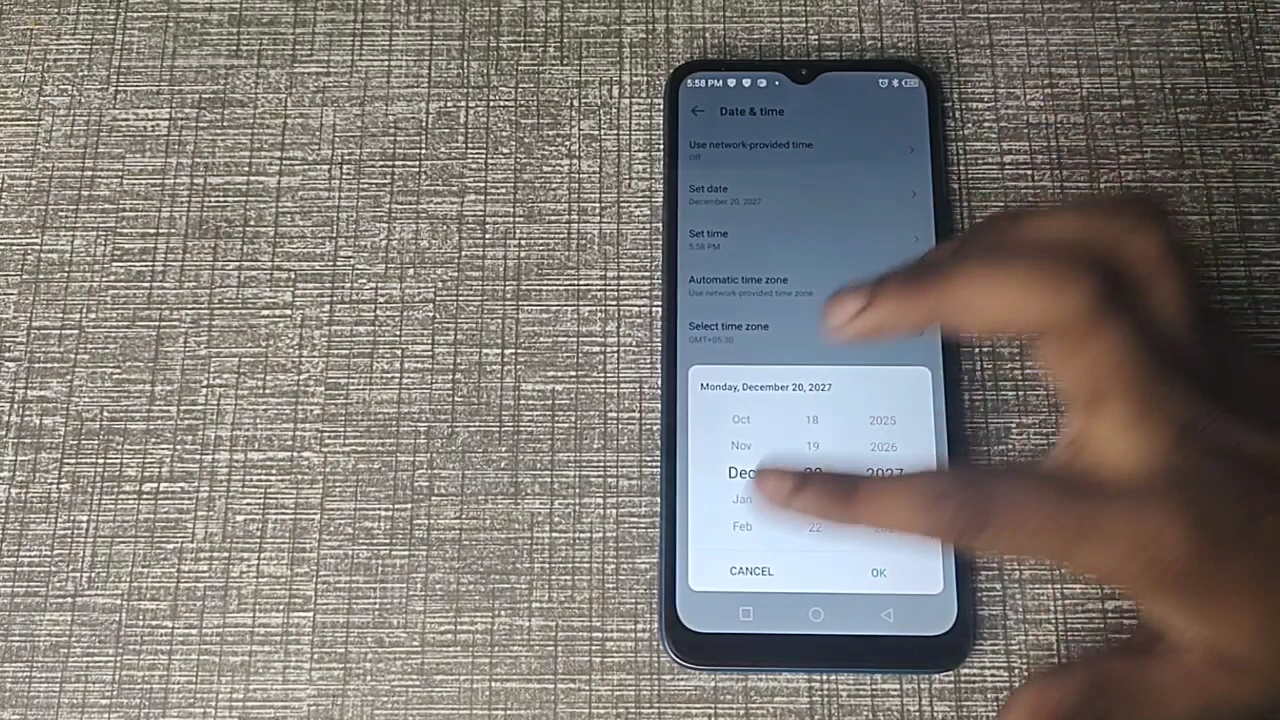 5:58 PM
Date & time
Use network-provided time
Off
Set date
December 20, 2027
Set time
5:58 PM
Automatic time zone
Use network-provided time zone
Select time zone
GMT+05:30
Monday, December 20, 2027
Oct 18 2025
Nov 19 2026
Dec 20 2027
Jan
Feb 22
CANCEL OK